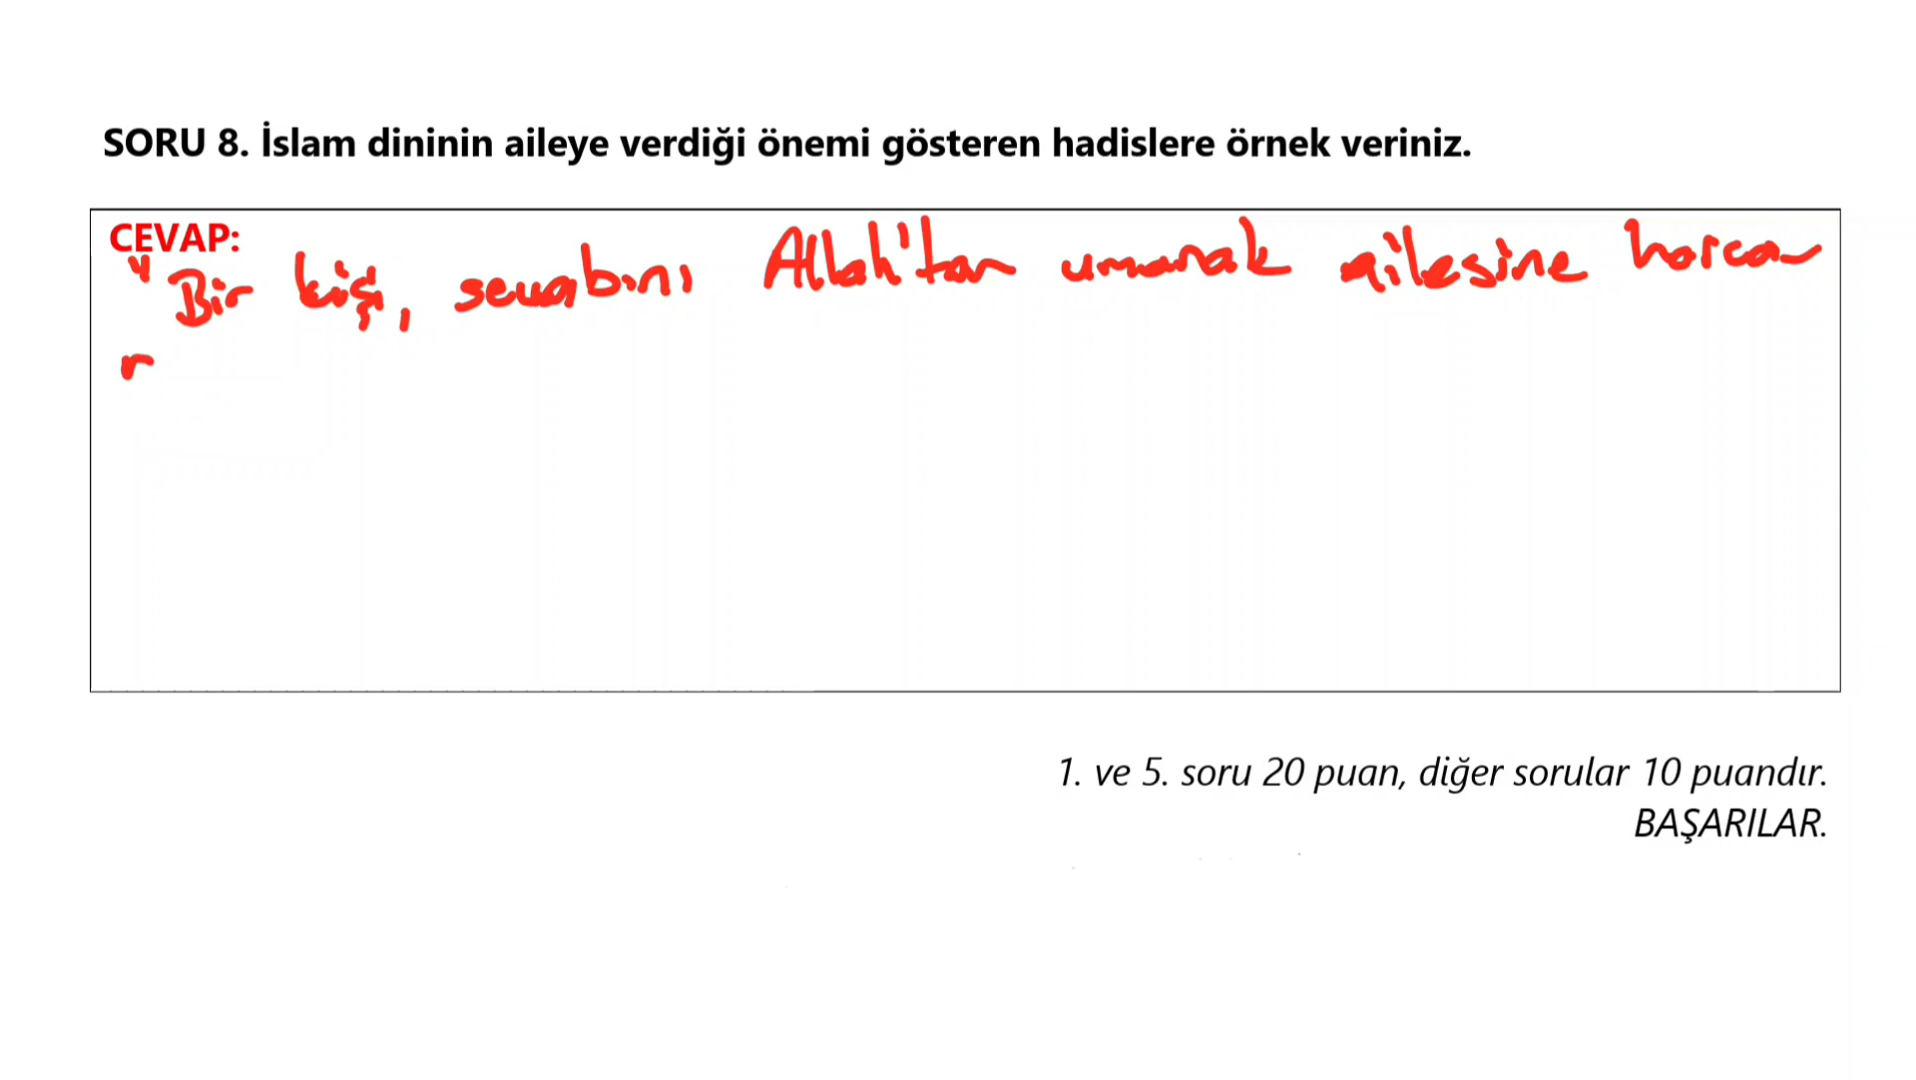 SORU 8. İslam dininin aileye verdiği önemi gösteren hadislere örnek veriniz.
CEVAP:
"Bir kişi, sevabını Allah'tan umarak ailesine harcar
r
1. ve 5. soru 20 puan, diğer sorular 10 puandır.
BAŞARILAR.